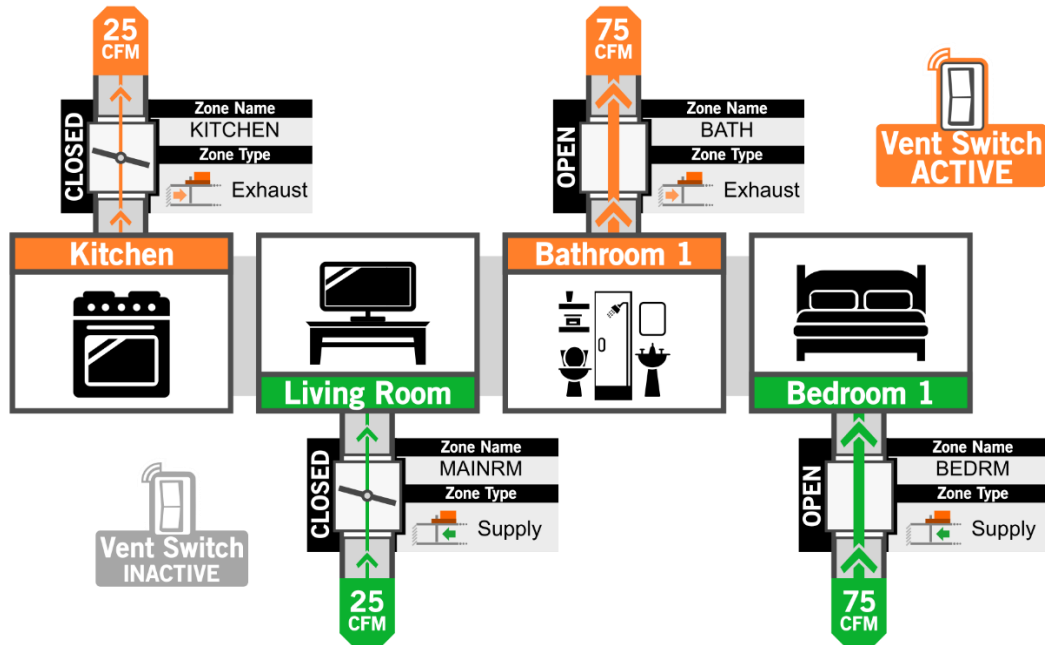 25
CFM
CLOSED
Zone Name
KITCHEN
Zone Type
Exhaust
75
CFM
OPEN
Zone Name
BATH
Zone Type
Exhaust
Vent Switch
ACTIVE
Kitchen
Living Room
Bathroom 1
Bedroom 1
Vent Switch
INACTIVE
CLOSED
Zone Name
MAINRM
Zone Type
Supply
25
CFM
OPEN
Zone Name
BEDRM
Zone Type
Supply
75
CFM